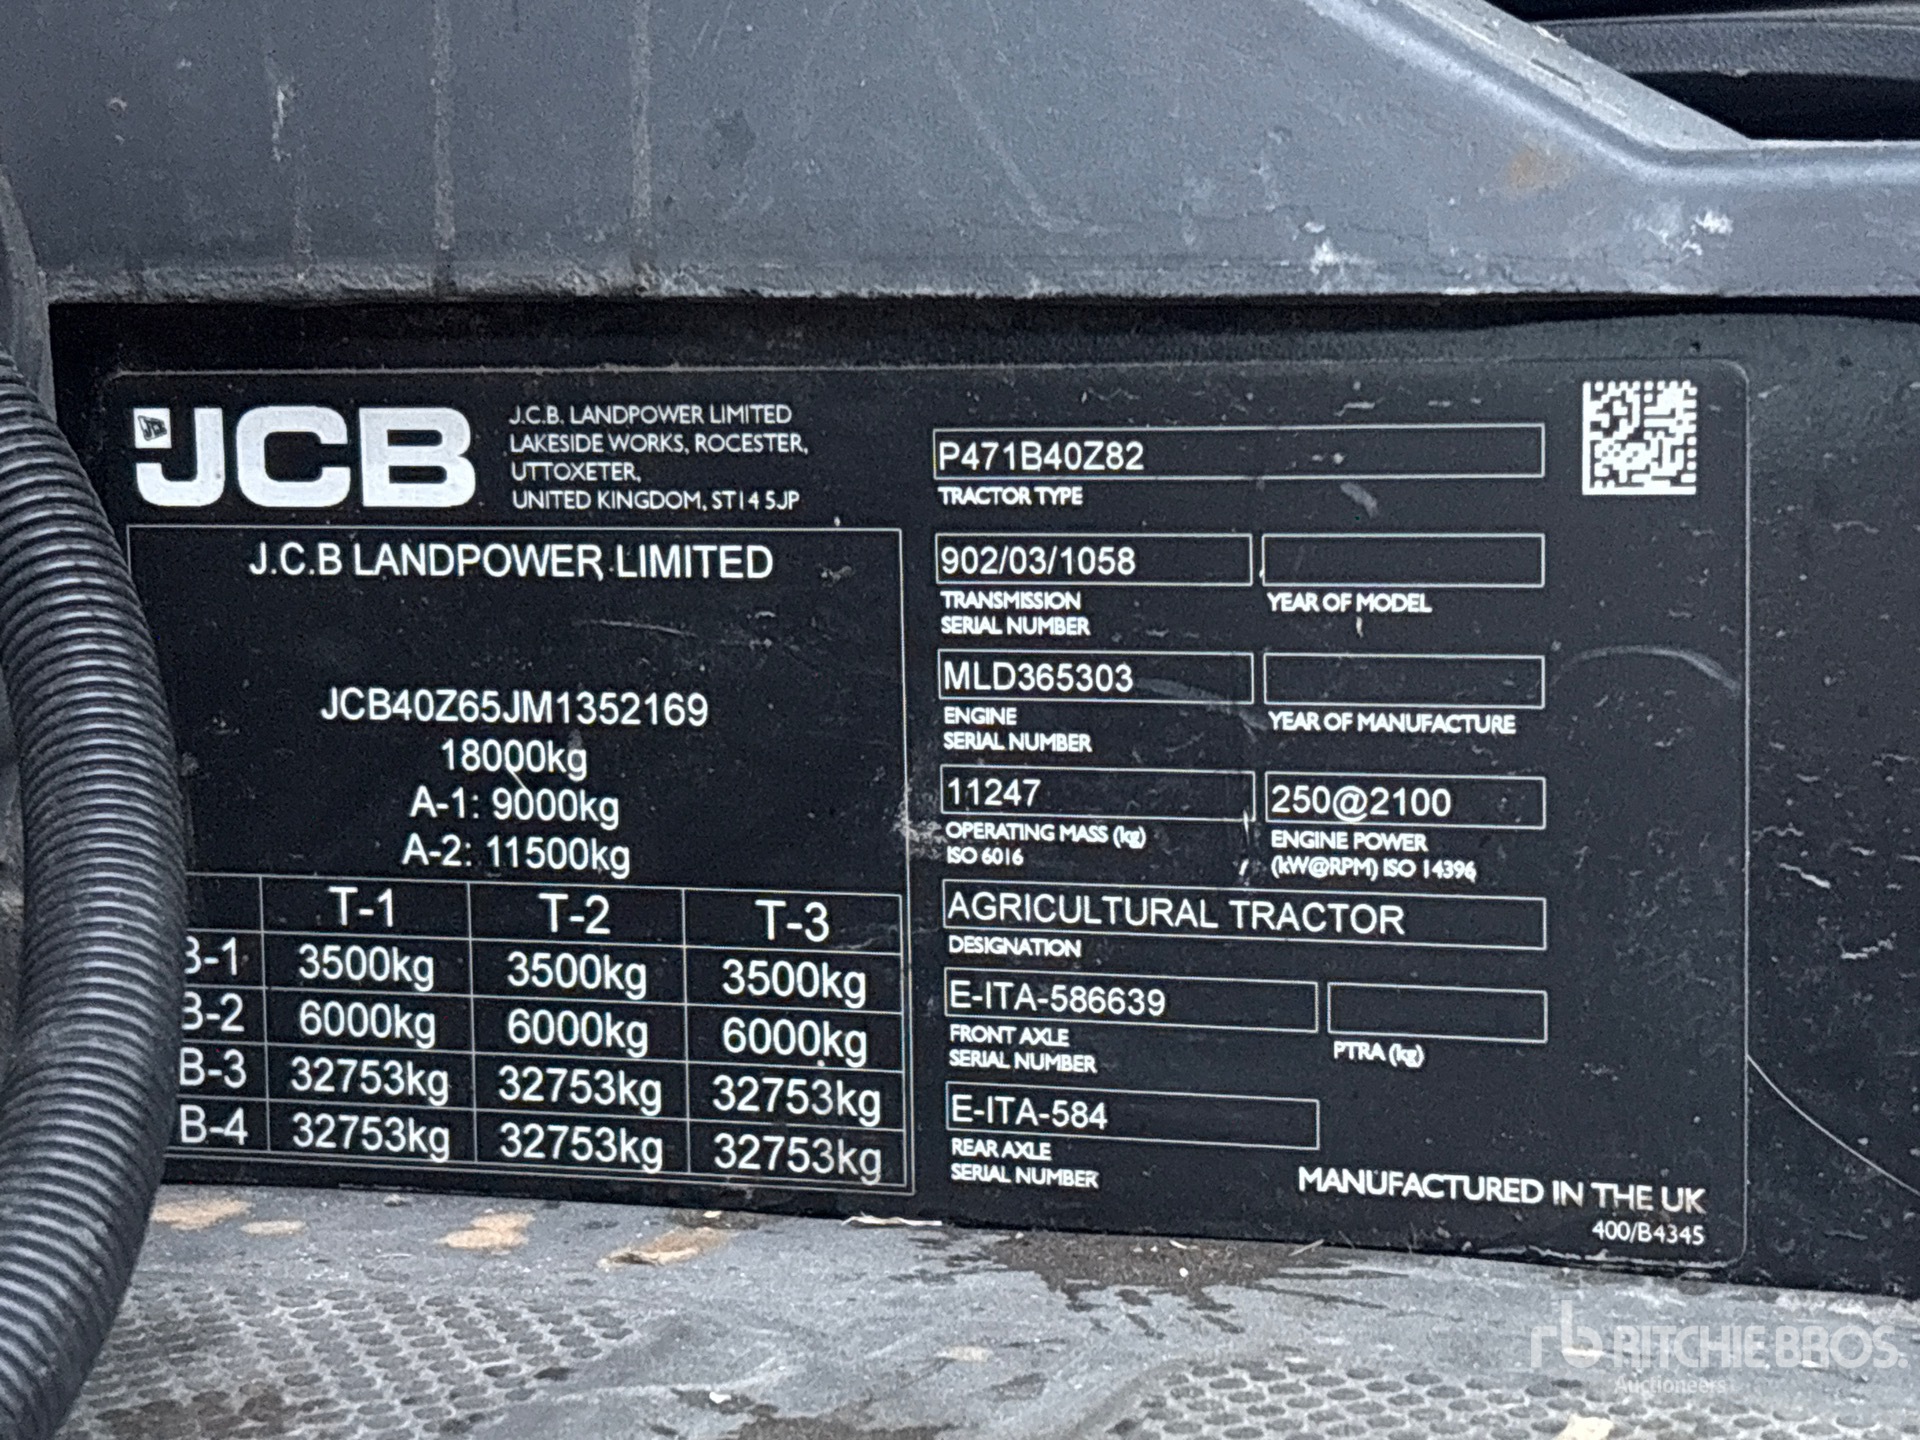 JCB
J.C.B. LANDPOWER LIMITED
LAKESIDE WORKS, ROCESTER,
UTTOXETER,
UNITED KINGDOM, ST14 5JP
J.C.B LANDPOWER LIMITED
JCB40Z65JM1352169
18000kg
A-1: 9000kg
A-2: 11500kg
T-1 T-2 T-3
B-1 3500kg 3500kg 3500kg
B-2 6000kg 6000kg 6000kg
B-3 32753kg 32753kg 32753kg
B-4 32753kg 32753kg 32753kg
P471B40Z82
TRACTOR TYPE
902/03/1058
TRANSMISSION
SERIAL NUMBER
YEAR OF MODEL
MLD365303
ENGINE
SERIAL NUMBER
YEAR OF MANUFACTURE
11247
OPERATING MASS (kg)
ISO 6016
250@2100
ENGINE POWER
(kW@RPM) ISO 14396
AGRICULTURAL TRACTOR
DESIGNATION
E-ITA-586639
FRONT AXLE
SERIAL NUMBER
PTRA (kg)
E-ITA-584
REAR AXLE
SERIAL NUMBER
MANUFACTURED IN THE UK
400/B4345
rb RITCHIE BROS.
Auctioneers